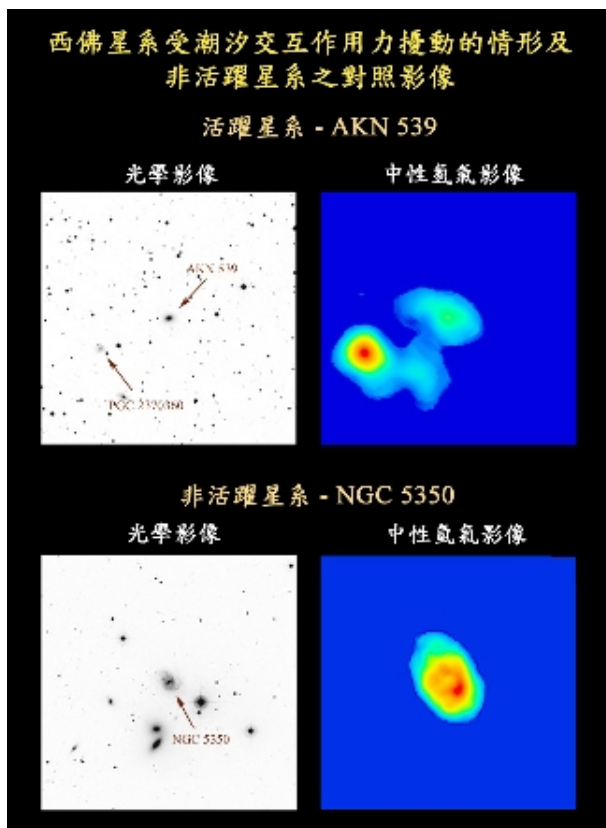 西佛星系受潮汐交互作用力擾動的情形及
非活躍星系之對照影像
活躍星系 - AKN 539
光學影像
中性氫氣影像
AKN 539
PGC 2370360
非活躍星系 - NGC 5350
光學影像
中性氫氣影像
NGC 5350